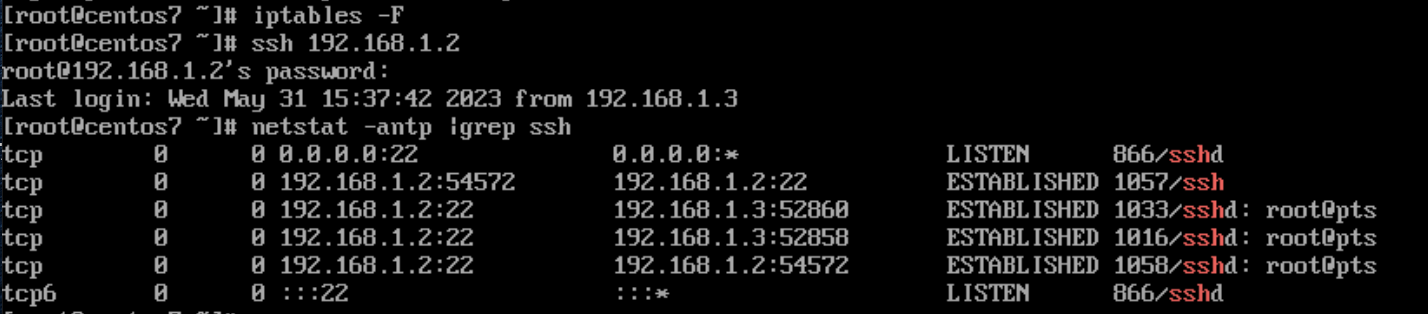 [root@centos7 ~]# iptables -F
[root@centos7 ~]# ssh 192.168.1.2
root@192.168.1.2's password:
Last login: Wed May 31 15:37:42 2023 from 192.168.1.3
[root@centos7 ~]# netstat -antp |grep ssh
tcp 0 0 0.0.0.0:22 0.0.0.0:* LISTEN 866/sshd
tcp 0 0 192.168.1.2:54572 192.168.1.2:22 ESTABLISHED 1057/ssh
tcp 0 0 192.168.1.2:22 192.168.1.3:52860 ESTABLISHED 1033/sshd: root@pts
tcp 0 0 192.168.1.2:22 192.168.1.3:52858 ESTABLISHED 1016/sshd: root@pts
tcp 0 0 192.168.1.2:22 192.168.1.2:54572 ESTABLISHED 1058/sshd: root@pts
tcp6 0 0 :::22 :::* LISTEN 866/sshd